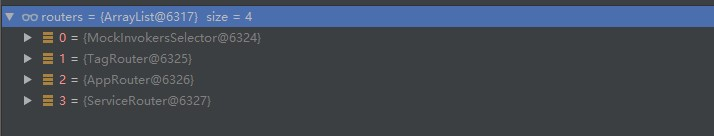 routers = {ArrayList@6317} size = 4
0 = {MockInvokersSelector@6324}
1 = {TagRouter@6325}
2 = {AppRouter@6326}
3 = {ServiceRouter@6327}